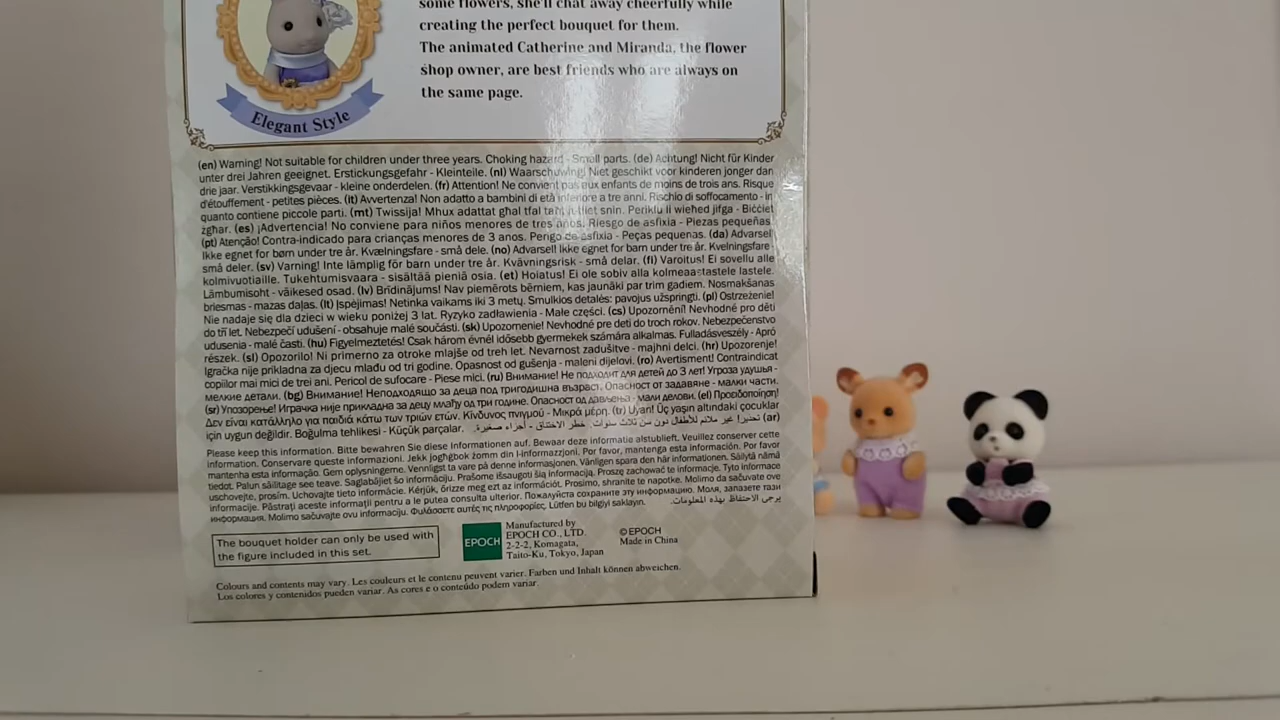 some flowers, she'll chat away cheerfully while
creating the perfect bouquet for them.
The animated Catherine and Miranda, the flower
shop owner, are best friends who are always on
the same page.
Elegant Style
(en) Warning! Not suitable for children under three years. Choking hazard - Small parts. (de) Achtung! Nicht für Kinder
unter drei Jahren geeignet. Erstickungsgefahr - Kleinteile. (nl) Waarschuwing! Niet geschikt voor kinderen jonger dan
drie jaar. Verstikkingsgevaar - kleine onderdelen. (fr) Attention! Ne convient pas aux enfants de moins de trois ans. Risque
d'étouffement - petites pièces. (it) Avvertenza! Non adatto a bambini di età inferiore a tre anni. Rischio di soffocamento - in
quanto contiene piccole parti. (mt) Twissija! Mhux adattat għal tfal taħt it-tliet snin. Periklu li wieħed jifga - Biċċiet
żgħar. (es) ¡Advertencia! No conviene para niños menores de tres años. Riesgo de asfixia - Piezas pequeñas.
(pt) Atenção! Contra-indicado para crianças menores de 3 anos. Perigo de asfixia - Peças pequenas. (da) Advarsel!
Ikke egnet for børn under tre år. Kvælningsfare - små dele. (no) Advarsel! Ikke egnet for barn under tre år. Kvelningsfare -
små deler. (sv) Varning! Inte lämplig för barn under tre år. Kvävningsrisk - små delar. (fi) Varoitus! Ei sovellu alle
kolmivuotiaille. Tukehtumisvaara - sisältää pieniä osia. (et) Hoiatus! Ei ole sobiv alla kolmeaastastele lastele.
Lämbumisoht - väikesed osad. (lv) Brīdinājums! Nav piemērots bērniem, kas jaunāki par trim gadiem. Nosmakšanas
briesmas - mazas daļas. (lt) Įspėjimas! Netinka vaikams iki 3 metų. Smulkios detalės: pavojus užspringti. (pl) Ostrzeżenie!
Nie nadaje się dla dzieci w wieku poniżej 3 lat. Ryzyko zadławienia - Małe części. (cs) Upozornění! Nevhodné pro děti
do tří let. Nebezpečí udušení - obsahuje malé součásti. (sk) Upozornenie! Nevhodné pre deti do troch rokov. Nebezpečenstvo
udusenia - malé časti. (hu) Figyelmeztetés! Csak három évnél idősebb gyermekek számára alkalmas. Fulladásveszély - Apró
részek. (sl) Opozorilo! Ni primerno za otroke mlajše od treh let. Nevarnost zadušitve - majhni delci. (hr) Upozorenje!
Igračka nije prikladna za djecu mlađu od tri godine. Opasnost od gušenja - maleni dijelovi. (ro) Avertisment! Contraindicat
copiilor mai mici de trei ani. Pericol de sufocare - Piese mici. (ru) Внимание! Не подходит для детей до 3 лет! Угроза удушья -
мелкие детали. (bg) Внимание! Неподходящо за деца под тригодишна възраст. Опасност от задавяне - малки части.
(sr) Упозорење! Играчка није прикладна за децу млађу од три године. Опасност од дављења - мали делови. (el) Προειδοποίηση!
Δεν είναι κατάλληλο για παιδιά κάτω των τριών ετών. Κίνδυνος πνιγμού - Μικρά μέρη. (tr) Uyarı! Üç yaşın altındaki çocuklar
için uygun değildir. Boğulma tehlikesi - Küçük parçalar. (ar) تحذير! غير ملائم للأطفال دون سن ثلاث سنوات. خطر الاختناق - أجزاء صغيرة.
Please keep this information. Bitte bewahren Sie diese Informationen auf. Bewaar deze informatie alstublieft. Veuillez conserver cette
information. Conservare queste informazioni. Jekk jogħġbok żomm din l-informazzjoni. Por favor, mantenga esta información. Por favor
mantenha esta informação. Gem oplysningerne. Vennligst ta vare på denne informasjonen. Vänligen spara den här informationen. Säilytä nämä
tiedot. Palun säilitage see teave. Saglabājiet šo informāciju. Prašome išsaugoti šią informaciją. Proszę zachować te informacje. Tyto informace
uschovejte, prosím. Uchovajte tieto informácie. Kérjük, őrizze meg ezt az információt. Prosimo, shranite te napotke. Molimo da sačuvate ove
informacije. Păstrați aceste informații pentru a le putea consulta ulterior. Пожалуйста сохраните эту информацию. Моля, запазете тази
информация. Molimo sačuvajte ovu informaciju. Φυλάσσετε αυτές τις πληροφορίες. Lütfen bu bilgiyi saklayın. يرجى الاحتفاظ بهذه المعلومات.
The bouquet holder can only be used with
the figure included in this set.
EPOCH
Manufactured by
EPOCH CO., LTD.
2-2-2, Komagata,
Taito-Ku, Tokyo, Japan
©EPOCH
Made in China
Colours and contents may vary. Les couleurs et le contenu peuvent varier. Farben und Inhalt können abweichen.
Los colores y contenidos pueden variar. As cores e o conteúdo podem variar.